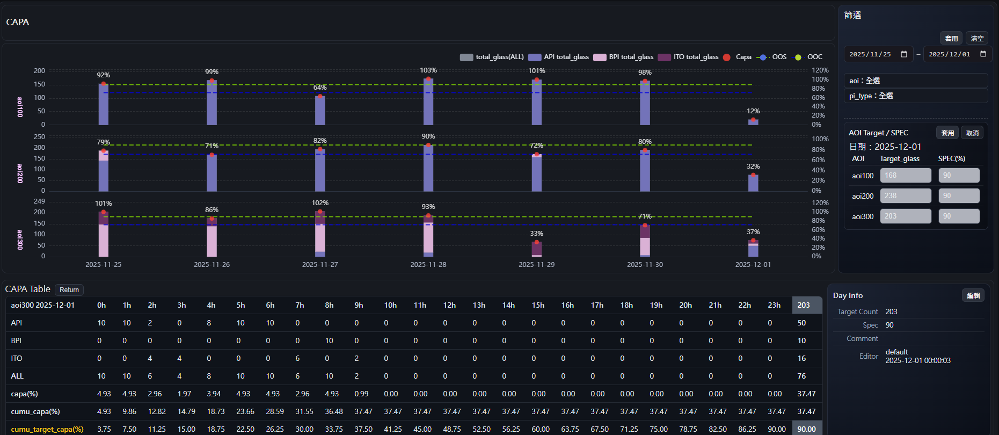 CAPA
篩選
套用 清空
2025/11/25 – 2025/12/01
aoi：全選
pi_type：全選
AOI Target / SPEC 套用 取消
日期：2025-12-01
AOI Target_glass SPEC(%)
aoi100 168 90
aoi200 238 90
aoi300 203 90
total_glass(ALL) API total_glass BPI total_glass ITO total_glass Capa OOS OOC
aoi100
200
150
100
50
0
92% 99% 64% 103% 101% 98% 12%
120%
100%
80%
60%
40%
20%
0%
aoi200
250
200
150
100
50
0
79% 71% 82% 90% 72% 80% 32%
100%
80%
60%
40%
20%
0%
aoi300
249
200
150
100
50
0
101% 86% 102% 93% 33% 71% 37%
120%
100%
80%
60%
40%
20%
0%
2025-11-25 2025-11-26 2025-11-27 2025-11-28 2025-11-29 2025-11-30 2025-12-01
CAPA Table Return
aoi300 2025-12-01 0h 1h 2h 3h 4h 5h 6h 7h 8h 9h 10h 11h 12h 13h 14h 15h 16h 17h 18h 19h 20h 21h 22h 23h 203
API 10 10 2 0 8 10 10 0 0 0 0 0 0 0 0 0 0 0 0 0 0 0 0 0 50
BPI 0 0 0 0 0 0 0 0 10 0 0 0 0 0 0 0 0 0 0 0 0 0 0 0 10
ITO 0 0 4 4 0 0 0 6 0 2 0 0 0 0 0 0 0 0 0 0 0 0 0 0 16
ALL 10 10 6 4 8 10 10 6 10 2 0 0 0 0 0 0 0 0 0 0 0 0 0 0 76
capa(%) 4.93 4.93 2.96 1.97 3.94 4.93 4.93 2.96 4.93 0.99 0.00 0.00 0.00 0.00 0.00 0.00 0.00 0.00 0.00 0.00 0.00 0.00 0.00 0.00 37.47
cumu_capa(%) 4.93 9.86 12.82 14.79 18.73 23.66 28.59 31.55 36.48 37.47 37.47 37.47 37.47 37.47 37.47 37.47 37.47 37.47 37.47 37.47 37.47 37.47 37.47 37.47 37.47
cumu_target_capa(%) 3.75 7.50 11.25 15.00 18.75 22.50 26.25 30.00 33.75 37.50 41.25 45.00 48.75 52.50 56.25 60.00 63.75 67.50 71.25 75.00 78.75 82.50 86.25 90.00 90.00
Day Info 編輯
Target Count 203
Spec 90
Comment
Editor default
2025-12-01 00:00:03